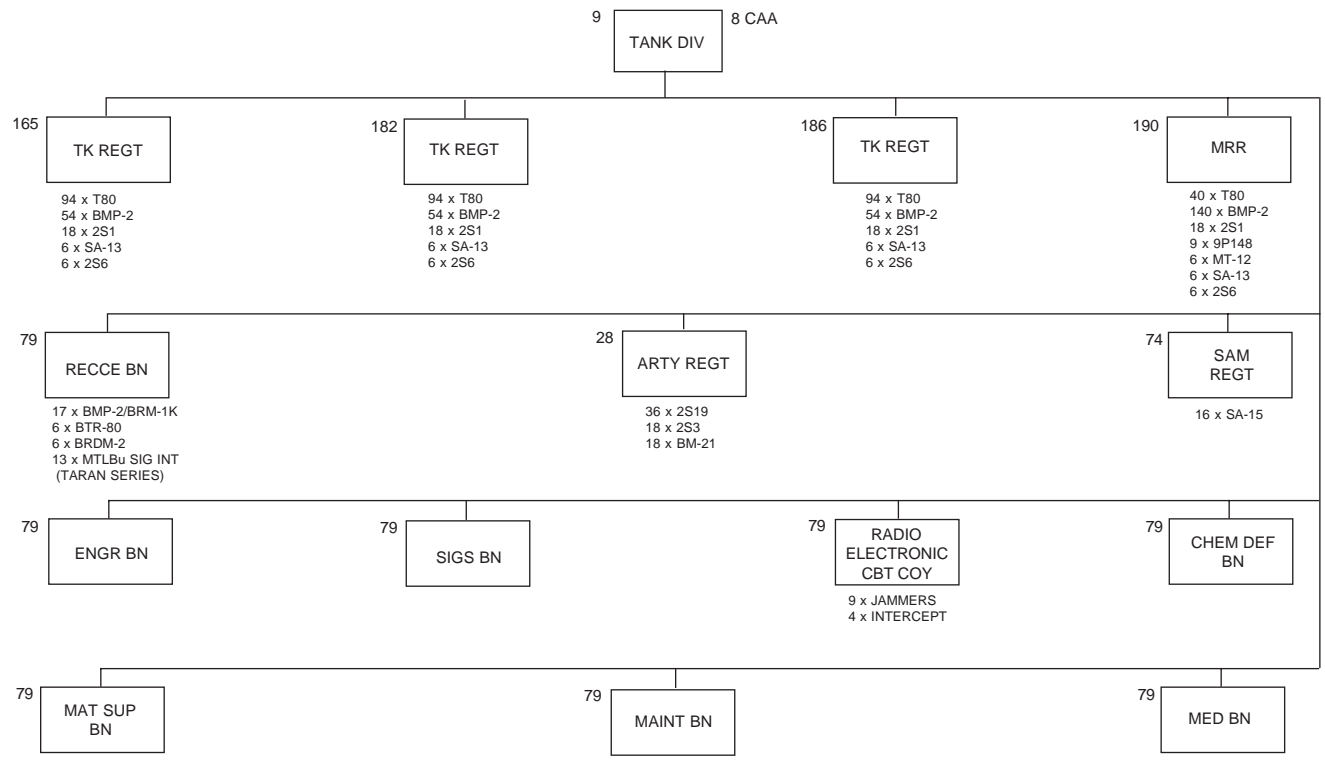 9
8 CAA
TANK DIV
165
TK REGT
94 x T80
54 x BMP-2
18 x 2S1
6 x SA-13
6 x 2S6
182
TK REGT
94 x T80
54 x BMP-2
18 x 2S1
6 x SA-13
6 x 2S6
186
TK REGT
94 x T80
54 x BMP-2
18 x 2S1
6 x SA-13
6 x 2S6
190
MRR
40 x T80
140 x BMP-2
18 x 2S1
9 x 9P148
6 x MT-12
6 x SA-13
6 x 2S6
79
RECCE BN
17 x BMP-2/BRM-1K
6 x BTR-80
6 x BRDM-2
13 x MTLBu SIG INT
(TARAN SERIES)
28
ARTY REGT
36 x 2S19
18 x 2S3
18 x BM-21
74
SAM
REGT
16 x SA-15
79
ENGR BN
79
SIGS BN
79
RADIO
ELECTRONIC
CBT COY
9 x JAMMERS
4 x INTERCEPT
79
CHEM DEF
BN
79
MAT SUP
BN
79
MAINT BN
79
MED BN